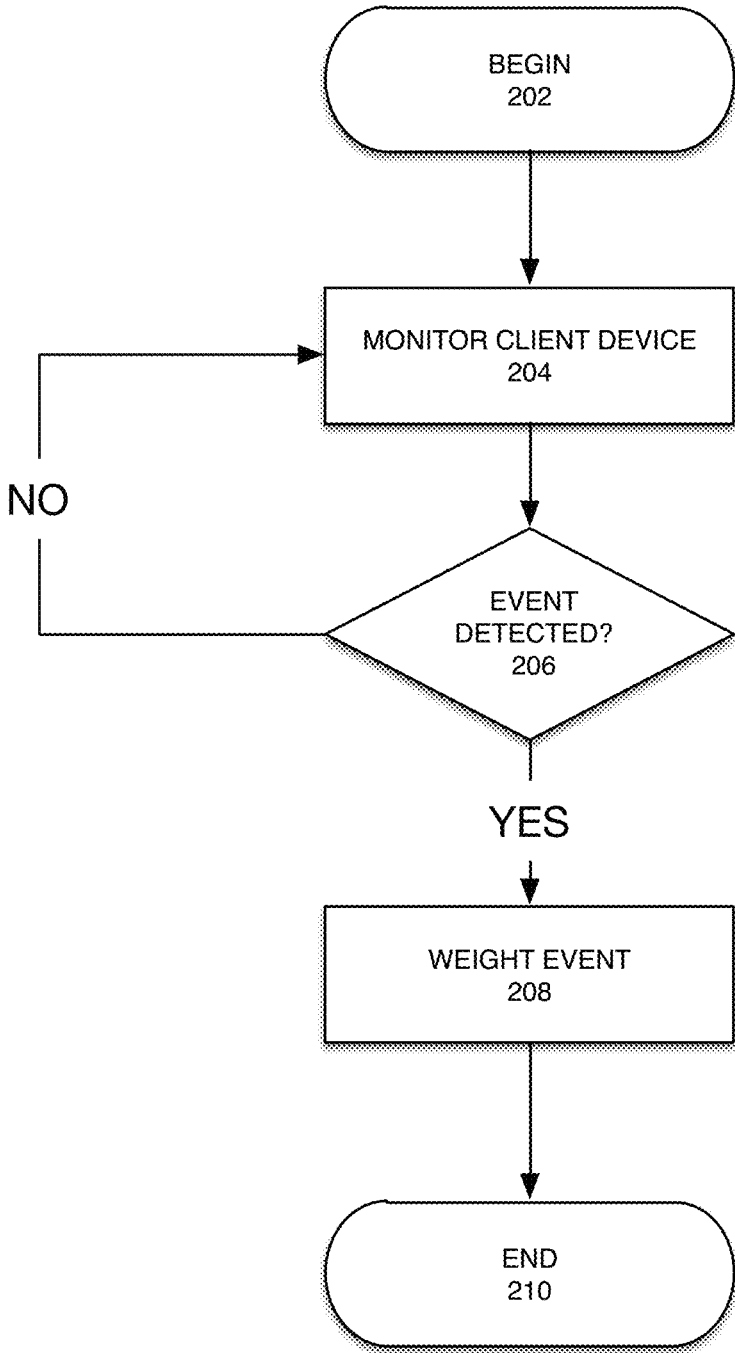 BEGIN
202
MONITOR CLIENT DEVICE
204
NO
EVENT
DETECTED?
206
YES
WEIGHT EVENT
208
END
210